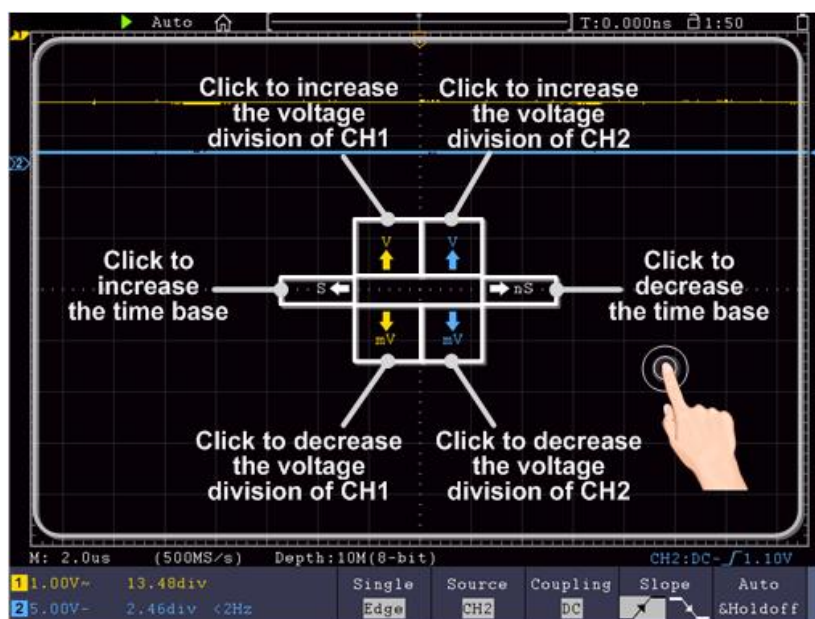 Auto T:0.000ns 1:50
1
Click to increase
the voltage
division of CH1
Click to increase
the voltage
division of CH2
2
V V
Click to
increase
the time base
S nS
Click to
decrease
the time base
mV mV
Click to decrease
the voltage
division of CH1
Click to decrease
the voltage
division of CH2
M: 2.0us (500MS/s) Depth:10M(8-bit) CH2:DC- 1.10V
1 1.00V~ 13.48div
2 5.00V- 2.46div <2Hz
Single
Edge
Source
CH2
Coupling
DC
Slope
Auto
&Holdoff